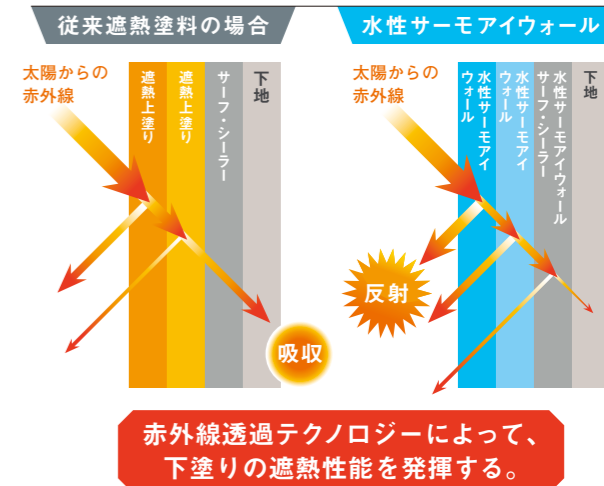 従来遮熱塗料の場合
太陽からの
赤外線
遮熱上塗り
遮熱上塗り
サーフ・シーラー
下地
吸収
水性サーモアイウォール
太陽からの
赤外線
水性サーモアイ
ウォール
水性サーモアイ
ウォール
水性サーモアイウォール
サーフ・シーラー
下地
反射
赤外線透過テクノロジーによって、
下塗りの遮熱性能を発揮する。